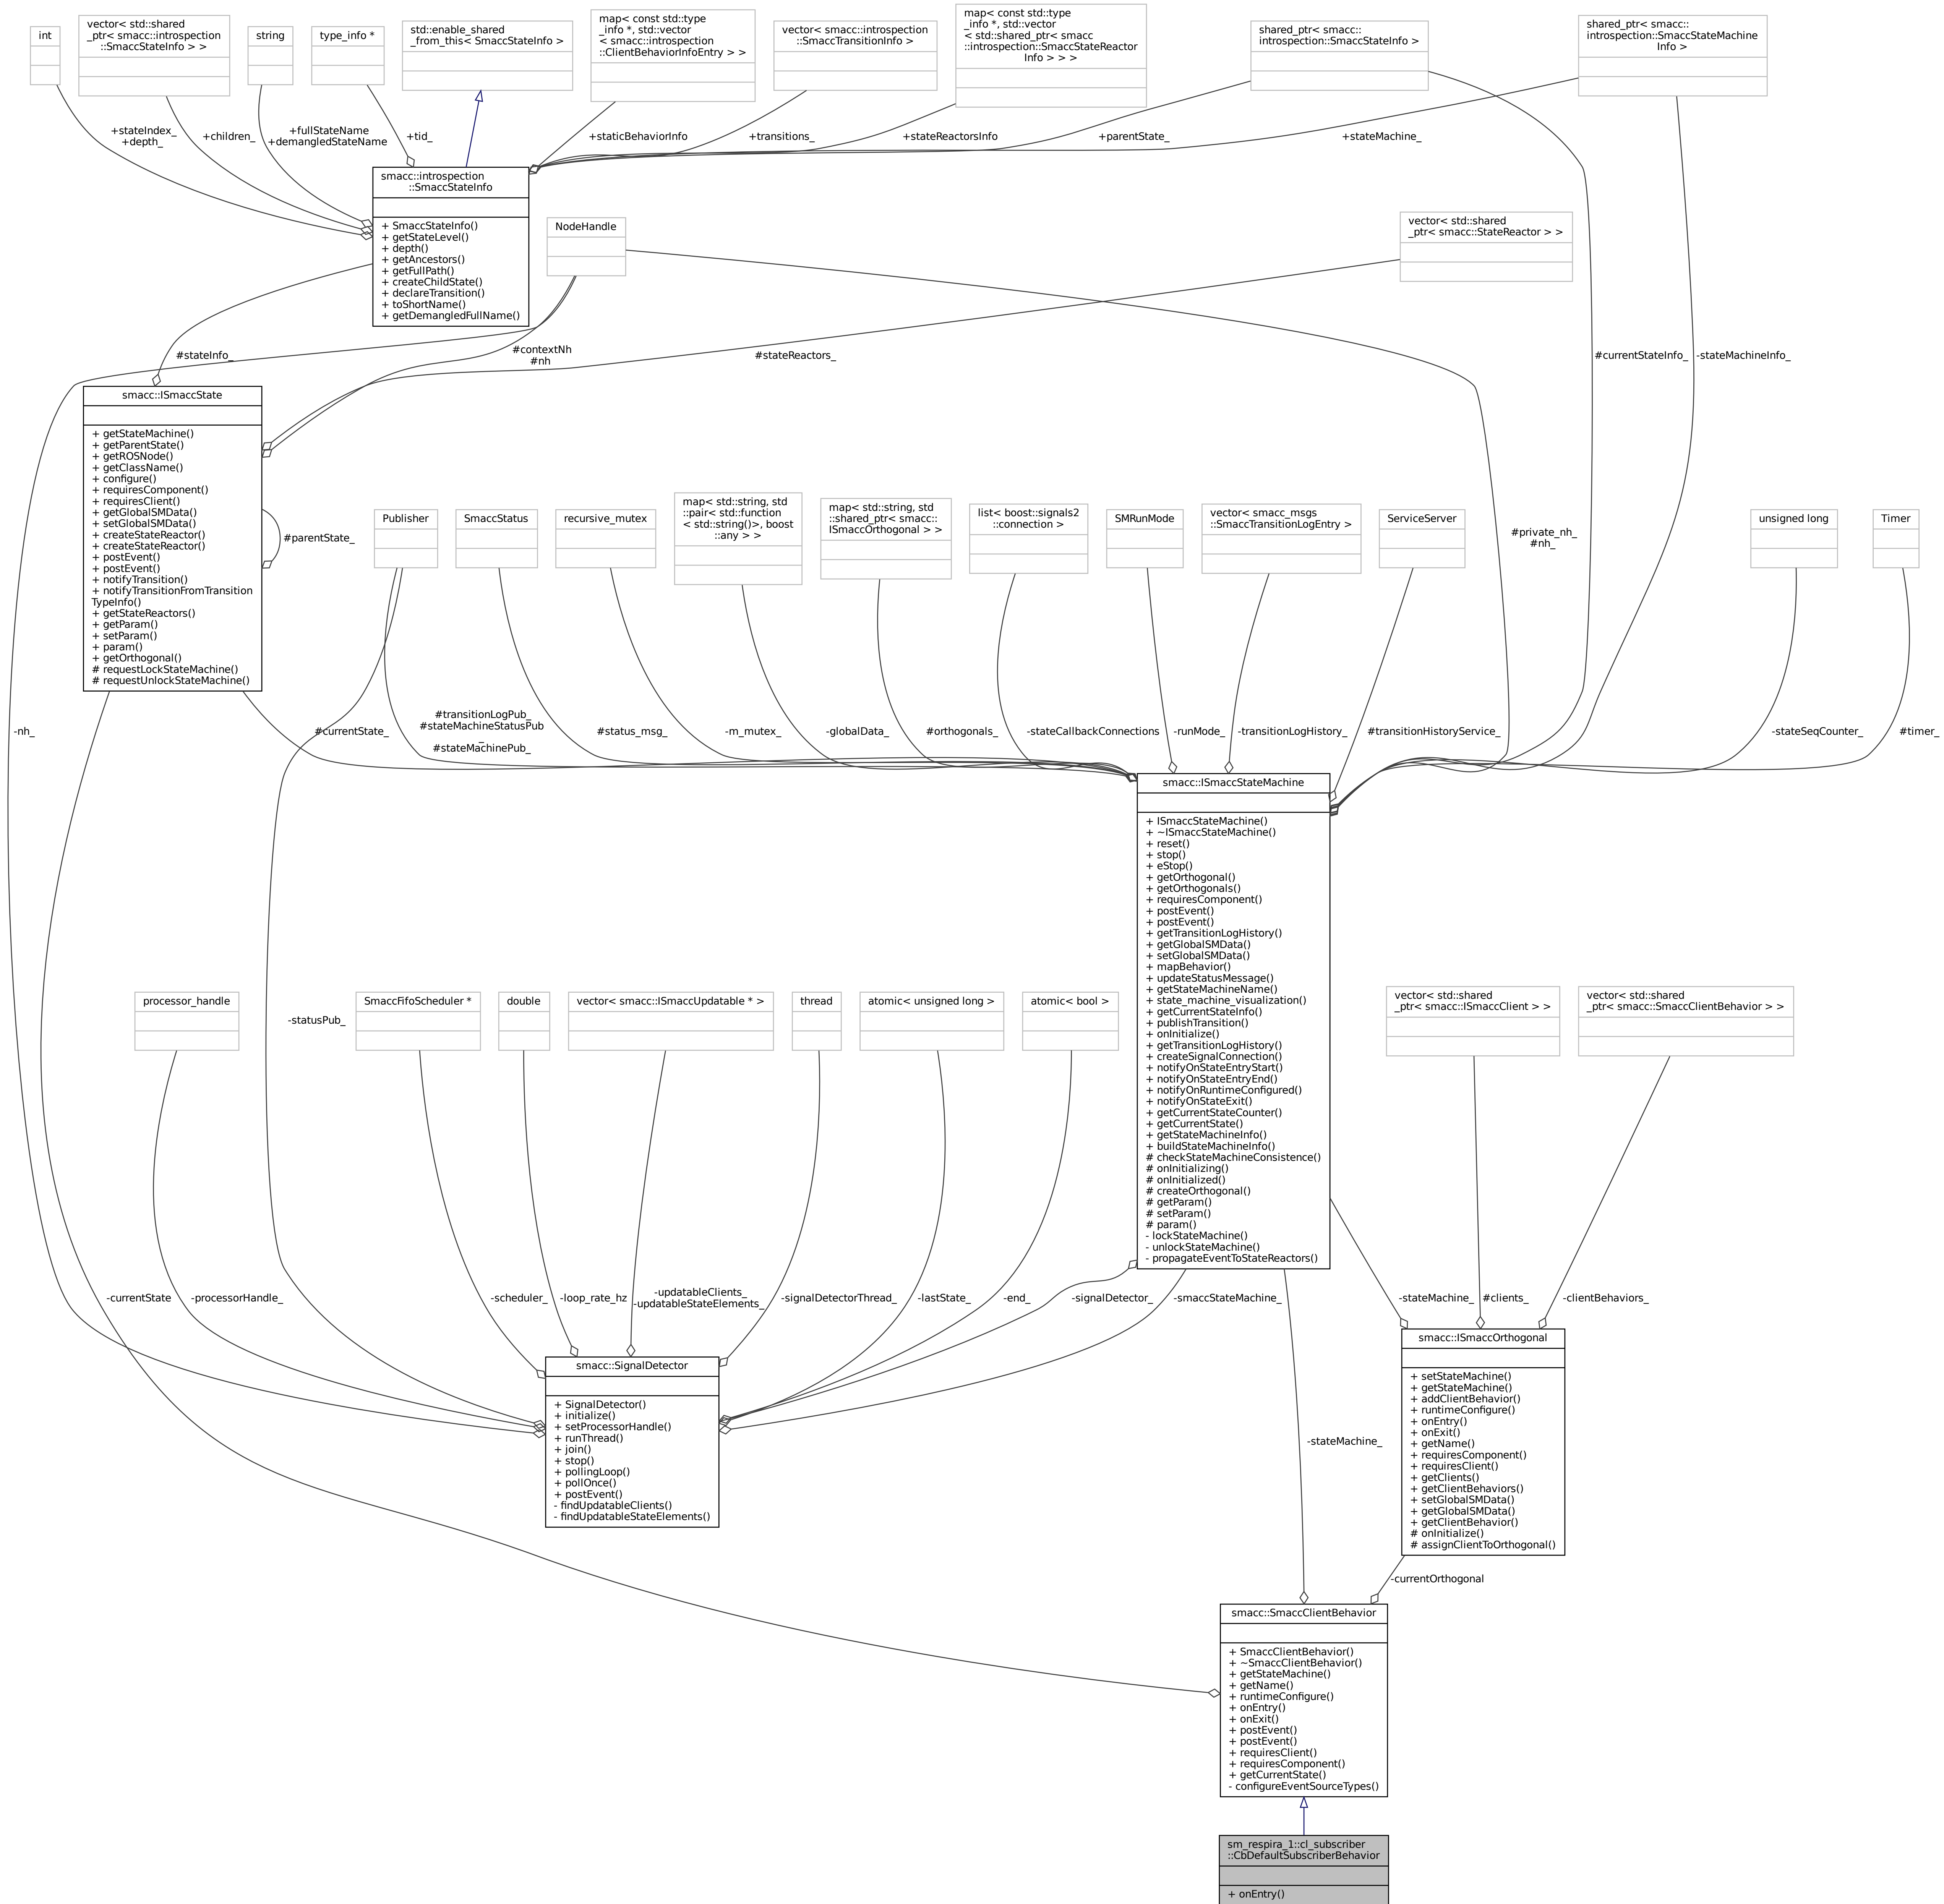 int
vector< std::shared
_ptr< smacc::introspection
::SmaccStateInfo > >
string
type_info *
std::enable_shared
_from_this< SmaccStateInfo >
map< const std::type
_info *, std::vector
< smacc::introspection
::ClientBehaviorInfoEntry > >
vector< smacc::introspection
::SmaccTransitionInfo >
map< const std::type
_info *, std::vector
< std::shared_ptr< smacc
::introspection::SmaccStateReactor
Info > > >
shared_ptr< smacc::
introspection::SmaccStateInfo >
shared_ptr< smacc::
introspection::SmaccStateMachine
Info >
+stateIndex_
+depth_
+children_
+fullStateName
+demangledStateName
+tid_
+staticBehaviorInfo
+transitions_
+stateReactorsInfo
+parentState_
+stateMachine_
smacc::introspection
::SmaccStateInfo
+ SmaccStateInfo()
+ getStateLevel()
+ depth()
+ getAncestors()
+ getFullPath()
+ createChildState()
+ declareTransition()
+ toShortName()
+ getDemangledFullName()
NodeHandle
vector< std::shared
_ptr< smacc::StateReactor > >
#stateInfo_
#contextNh
#nh
#stateReactors_
#currentStateInfo_
-stateMachineInfo_
smacc::ISmaccState
+ getStateMachine()
+ getParentState()
+ getROSNode()
+ getClassName()
+ configure()
+ requiresComponent()
+ requiresClient()
+ getGlobalSMData()
+ setGlobalSMData()
+ createStateReactor()
+ createStateReactor()
+ postEvent()
+ postEvent()
+ notifyTransition()
+ notifyTransitionFromTransition
TypeInfo()
+ getStateReactors()
+ getParam()
+ setParam()
+ param()
+ getOrthogonal()
# requestLockStateMachine()
# requestUnlockStateMachine()
#parentState_
Publisher
SmaccStatus
recursive_mutex
map< std::string, std
::pair< std::function
< std::string()>, boost
::any > >
map< std::string, std
::shared_ptr< smacc::
ISmaccOrthogonal > >
list< boost::signals2
::connection >
SMRunMode
vector< smacc_msgs
::SmaccTransitionLogEntry >
ServiceServer
#private_nh_
#nh_
unsigned long
Timer
-nh_
#currentState_
#transitionLogPub_
#stateMachineStatusPub
_
#stateMachinePub_
#status_msg_
-m_mutex_
-globalData_
#orthogonals_
-stateCallbackConnections
-runMode_
-transitionLogHistory_
#transitionHistoryService_
-stateSeqCounter_
#timer_
smacc::ISmaccStateMachine
+ ISmaccStateMachine()
+ ~ISmaccStateMachine()
+ reset()
+ stop()
+ eStop()
+ getOrthogonal()
+ getOrthogonals()
+ requiresComponent()
+ postEvent()
+ postEvent()
+ getTransitionLogHistory()
+ getGlobalSMData()
+ setGlobalSMData()
+ mapBehavior()
+ updateStatusMessage()
+ getStateMachineName()
+ state_machine_visualization()
+ getCurrentStateInfo()
+ publishTransition()
+ onInitialize()
+ getTransitionLogHistory()
+ createSignalConnection()
+ notifyOnStateEntryStart()
+ notifyOnStateEntryEnd()
+ notifyOnRuntimeConfigured()
+ notifyOnStateExit()
+ getCurrentStateCounter()
+ getCurrentState()
+ getStateMachineInfo()
+ buildStateMachineInfo()
# checkStateMachineConsistence()
# onInitializing()
# onInitialized()
# createOrthogonal()
# getParam()
# setParam()
# param()
- lockStateMachine()
- unlockStateMachine()
- propagateEventToStateReactors()
processor_handle
-statusPub_
SmaccFifoScheduler *
double
vector< smacc::ISmaccUpdatable * >
thread
atomic< unsigned long >
atomic< bool >
vector< std::shared
_ptr< smacc::ISmaccClient > >
vector< std::shared
_ptr< smacc::SmaccClientBehavior > >
-currentState
-processorHandle_
-scheduler_
-loop_rate_hz
-updatableClients_
-updatableStateElements_
-signalDetectorThread_
-lastState_
-end_
-signalDetector_
-smaccStateMachine_
-stateMachine_
#clients_
-clientBehaviors_
smacc::SignalDetector
+ SignalDetector()
+ initialize()
+ setProcessorHandle()
+ runThread()
+ join()
+ stop()
+ pollingLoop()
+ pollOnce()
+ postEvent()
- findUpdatableClients()
- findUpdatableStateElements()
smacc::ISmaccOrthogonal
+ setStateMachine()
+ getStateMachine()
+ addClientBehavior()
+ runtimeConfigure()
+ onEntry()
+ onExit()
+ getName()
+ requiresComponent()
+ requiresClient()
+ getClients()
+ getClientBehaviors()
+ setGlobalSMData()
+ getGlobalSMData()
+ getClientBehavior()
# onInitialize()
# assignClientToOrthogonal()
-stateMachine_
-currentOrthogonal
smacc::SmaccClientBehavior
+ SmaccClientBehavior()
+ ~SmaccClientBehavior()
+ getStateMachine()
+ getName()
+ runtimeConfigure()
+ onEntry()
+ onExit()
+ postEvent()
+ postEvent()
+ requiresClient()
+ requiresComponent()
+ getCurrentState()
- configureEventSourceTypes()
sm_respira_1::cl_subscriber
::CbDefaultSubscriberBehavior
+ onEntry()